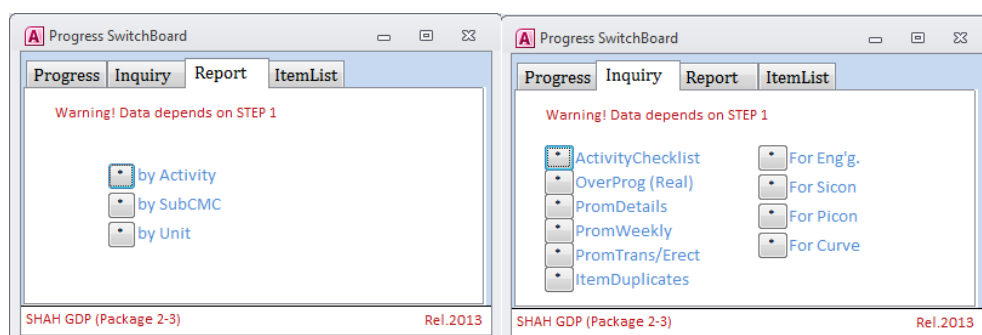 Progress SwitchBoard
Progress Inquiry Report ItemList
Warning! Data depends on STEP 1
* by Activity
* by SubCMC
* by Unit
SHAH GDP (Package 2-3) Rel.2013
Progress SwitchBoard
Progress Inquiry Report ItemList
Warning! Data depends on STEP 1
* ActivityChecklist
* OverProg (Real)
* PromDetails
* PromWeekly
* PromTrans/Erect
* ItemDuplicates
* For Eng'g.
* For Sicon
* For Picon
* For Curve
SHAH GDP (Package 2-3) Rel.2013